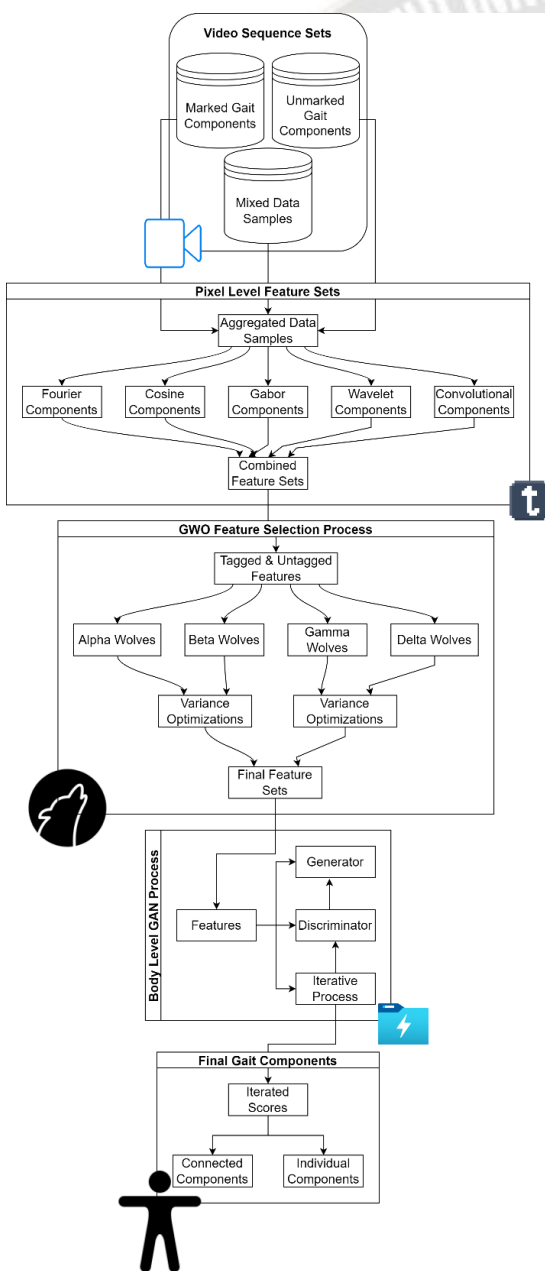 Video Sequence Sets
Marked Gait
Components
Unmarked
Gait
Components
Mixed Data
Samples
Pixel Level Feature Sets
Aggregated Data
Samples
Fourier
Components
Cosine
Components
Gabor
Components
Wavelet
Components
Convolutional
Components
Combined
Feature Sets
t
GWO Feature Selection Process
Tagged & Untagged
Features
Alpha Wolves
Beta Wolves
Gamma
Wolves
Delta Wolves
Variance
Optimizations
Variance
Optimizations
Final Feature
Sets
Body Level GAN Process
Generator
Features
Discriminator
Iterative
Process
Final Gait Components
Iterated
Scores
Connected
Components
Individual
Components